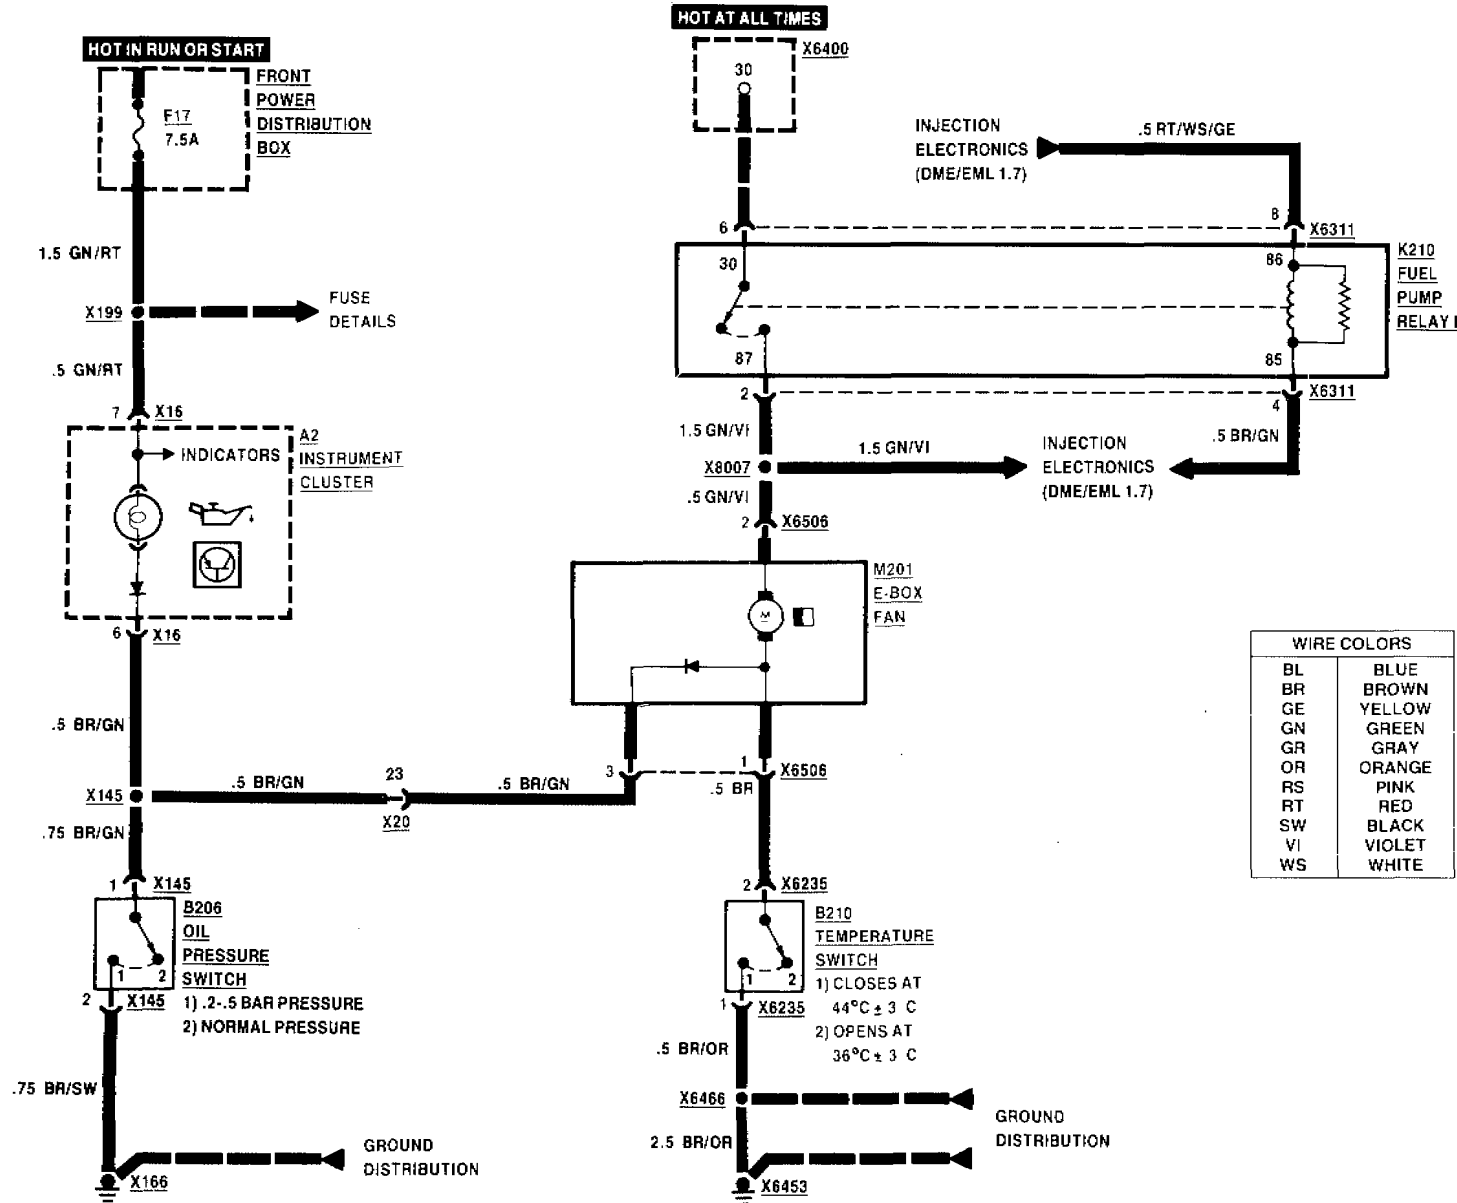 HOT IN RUN OR START
FRONT
POWER
DISTRIBUTION
BOX
F17
7.5A
1.5 GN/RT
X199
FUSE
DETAILS
.5 GN/RT
7
X16
INDICATORS
A2
INSTRUMENT
CLUSTER
6
X16
.5 BR/GN
X145
.5 BR/GN
23
X20
.5 BR/GN
.75 BR/GN
1
X145
B206
OIL
PRESSURE
SWITCH
1) .2-.5 BAR PRESSURE
2) NORMAL PRESSURE
1
2
2
X145
.75 BR/SW
X166
GROUND
DISTRIBUTION
HOT AT ALL TIMES
X6400
30
INJECTION
ELECTRONICS
(DME/EML 1.7)
.5 RT/WS/GE
6
8
X6311
30
86
K210
FUEL
PUMP
RELAY I
87
85
2
4
X6311
1.5 GN/VI
.5 BR/GN
X8007
1.5 GN/VI
INJECTION
ELECTRONICS
(DME/EML 1.7)
.5 GN/VI
2
X6506
M201
E-BOX
FAN
M
3
1
X6506
.5 BR
2
X6235
B210
TEMPERATURE
SWITCH
1) CLOSES AT
44°C ± 3 C
2) OPENS AT
36°C ± 3 C
1
2
1
X6235
.5 BR/OR
X6466
2.5 BR/OR
GROUND
DISTRIBUTION
X6453
WIRE COLORS
BL BLUE
BR BROWN
GE YELLOW
GN GREEN
GR GRAY
OR ORANGE
RS PINK
RT RED
SW BLACK
VI VIOLET
WS WHITE